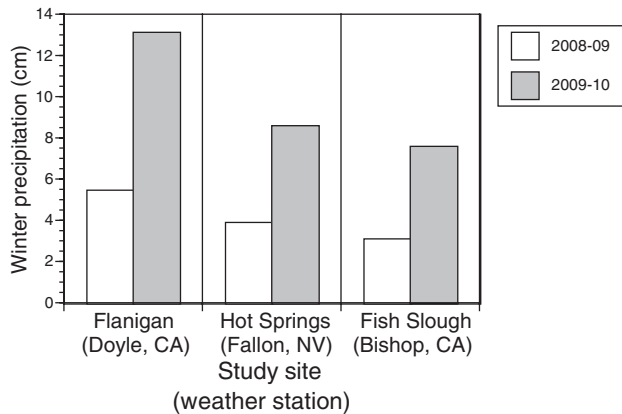 14
12
10
8
6
4
2
0
Winter precipitation (cm)
2008-09
2009-10
Flanigan
(Doyle, CA)
Hot Springs
(Fallon, NV)
Fish Slough
(Bishop, CA)
Study site
(weather station)